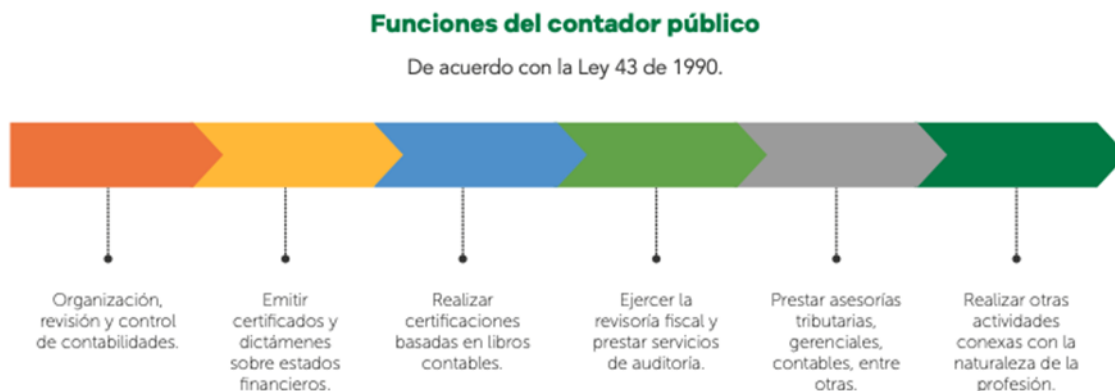 Funciones del contador público
De acuerdo con la Ley 43 de 1990.
Organización,
revisión y control
de contabilidades.
Emitir
certificados y
dictámenes
sobre estados
financieros.
Realizar
certificaciones
basadas en libros
contables.
Ejercer la
revisoría fiscal y
prestar servicios
de auditoría.
Prestar asesorías
tributarias,
gerenciales,
contables, entre
otras.
Realizar otras
actividades
conexas con la
naturaleza de la
profesión.